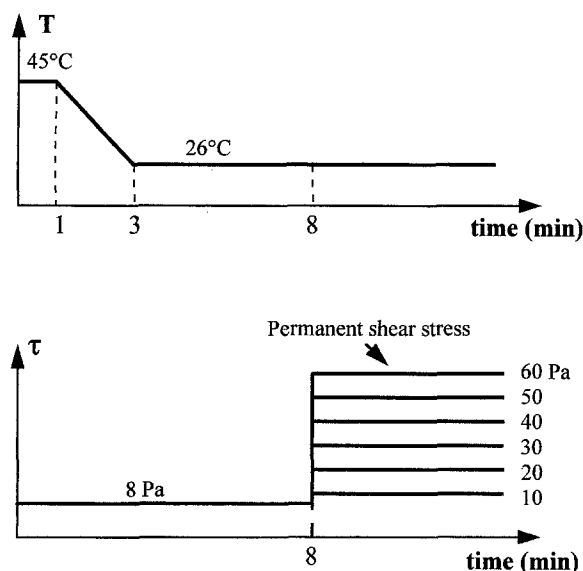 T
45°C
26°C
1 3 8
time (min)
Permanent shear stress
τ
60 Pa
50
40
30
20
10
8 Pa
8
time (min)